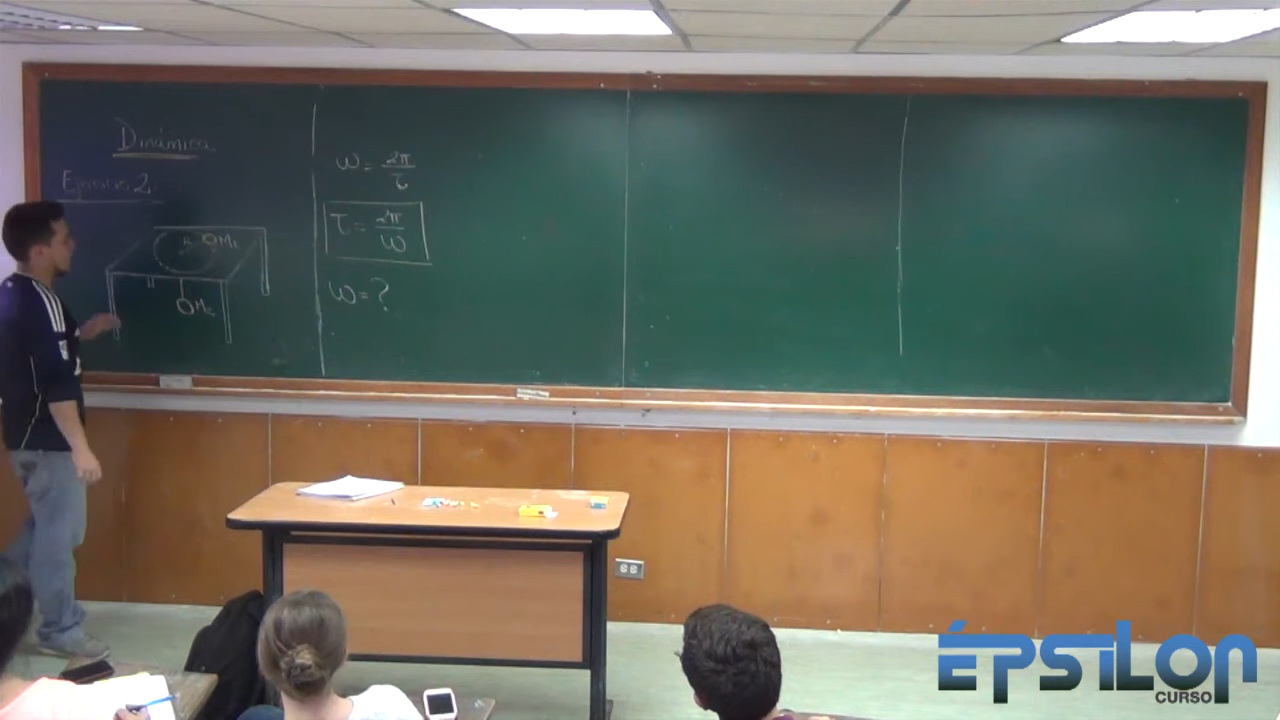 Dinámica
Ejercicio 2.
R M₁
M₂
ω = 2π/τ
τ = 2π/ω
ω = ?
ÉPSILON
CURSO